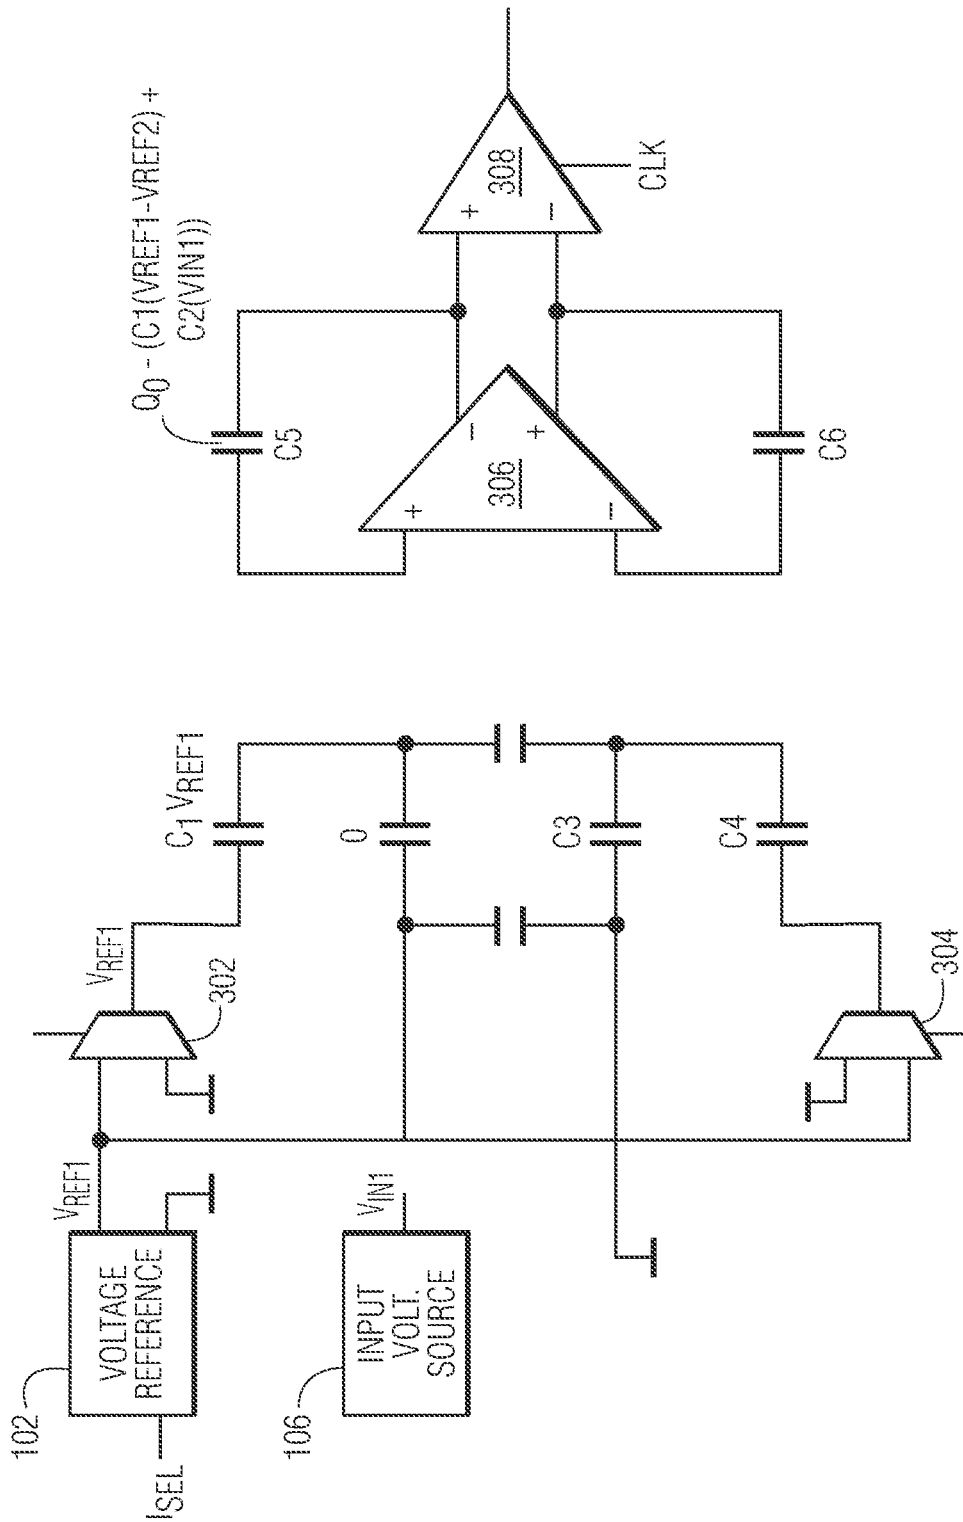 102
VOLTAGE
REFERENCE
ISEL
VREF1
302
VREF1
C1 VREF1
106
INPUT
VOLT.
SOURCE
VIN1
0
C3
C4
304
Q0 - (C1(VREF1-VREF2) +
C2(VIN1))
C5
+
-
306
-
+
C6
+
308
-
CLK